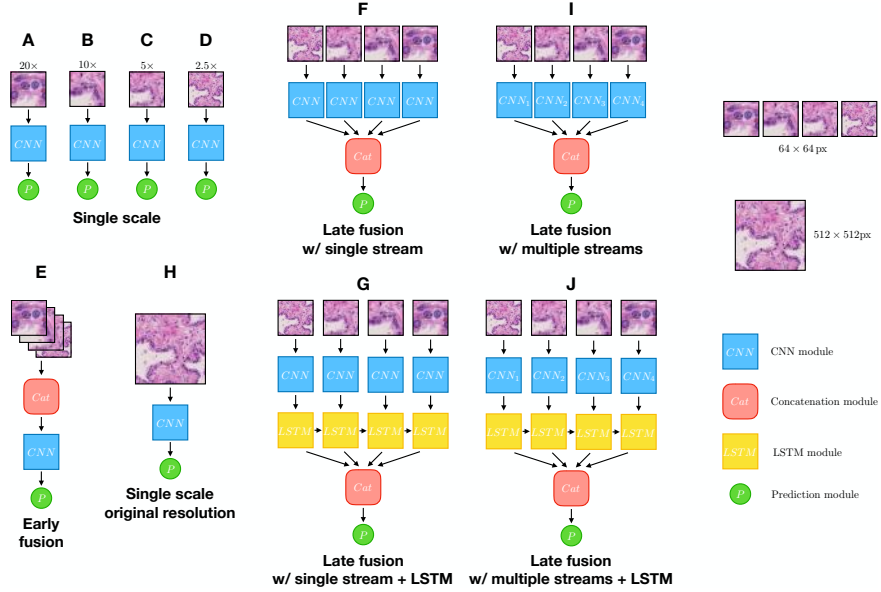 A
B
C
D
20×
10×
5×
2.5×
CNN
CNN
CNN
CNN
P
P
P
P
Single scale
F
CNN
CNN
CNN
CNN
Cat
P
Late fusion
w/ single stream
I
CNN₁
CNN₂
CNN₃
CNN₄
Cat
P
Late fusion
w/ multiple streams
64 × 64 px
512 × 512px
E
Cat
CNN
P
Early
fusion
H
CNN
P
Single scale
original resolution
G
CNN
CNN
CNN
CNN
LSTM
LSTM
LSTM
LSTM
Cat
P
Late fusion
w/ single stream + LSTM
J
CNN₁
CNN₂
CNN₃
CNN₄
LSTM
LSTM
LSTM
LSTM
Cat
P
Late fusion
w/ multiple streams + LSTM
CNN
CNN module
Cat
Concatenation module
LSTM
LSTM module
P
Prediction module